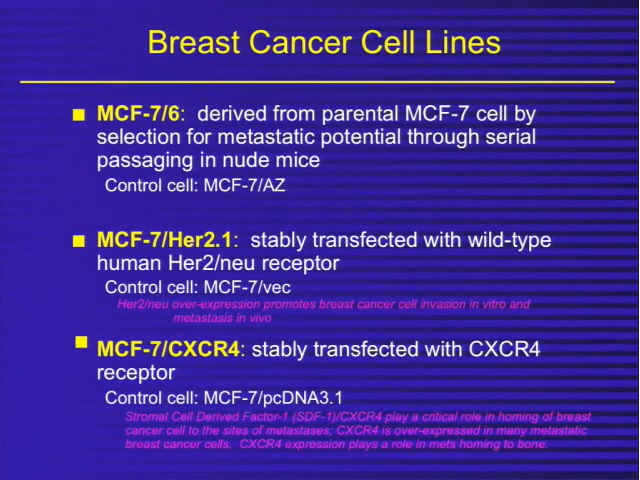 Breast Cancer Cell Lines
MCF-7/6: derived from parental MCF-7 cell by
selection for metastatic potential through serial
passaging in nude mice
Control cell: MCF-7/AZ
MCF-7/Her2.1: stably transfected with wild-type
human Her2/neu receptor
Control cell: MCF-7/vec
Her2/neu over-expression promotes breast cancer cell invasion in vitro and
metastasis in vivo
MCF-7/CXCR4: stably transfected with CXCR4
receptor
Control cell: MCF-7/pcDNA3.1
Stromal Cell Derived Factor-1 (SDF-1)/CXCR4 play a critical role in homing of breast
cancer cell to the sites of metastases; CXCR4 is over-expressed in many metastatic
breast cancer cells. CXCR4 expression plays a role in mets homing to bone.